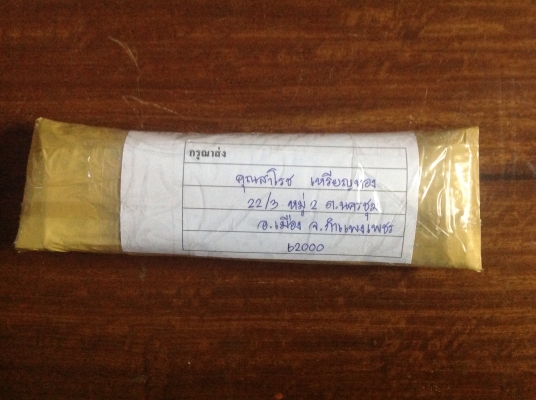 กรุณาส่ง
คุณสาโรช เหรียญทอง
22/3 หมู่ 2 ต.นครชุม
อ.เมือง จ.กำแพงเพชร
62000